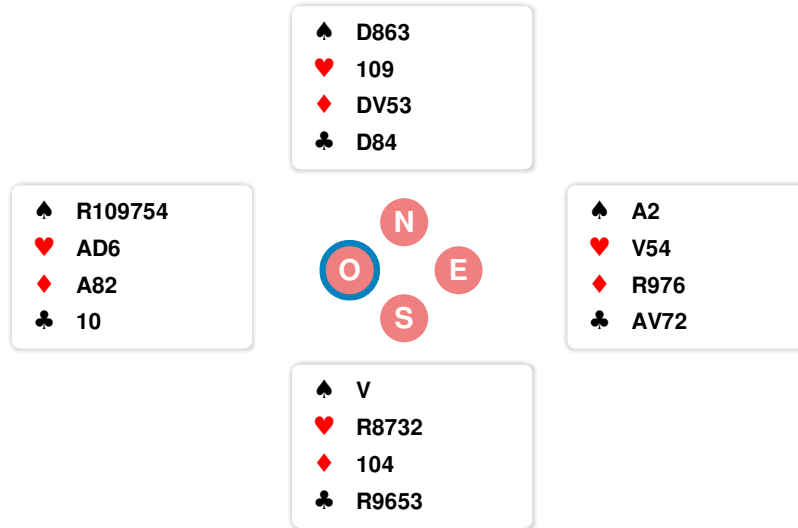 ♠ D863
♥ 109
♦ DV53
♣ D84
♠ R109754
♥ AD6
♦ A82
♣ 10
N
O
E
S
♠ A2
♥ V54
♦ R976
♣ AV72
♠ V
♥ R8732
♦ 104
♣ R9653